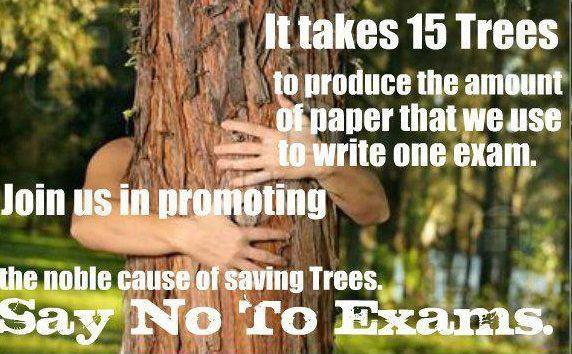 It takes 15 Trees
to produce the amount
of paper that we use
to write one exam.
Join us in promoting
the noble cause of saving Trees.
Say No To Exams.